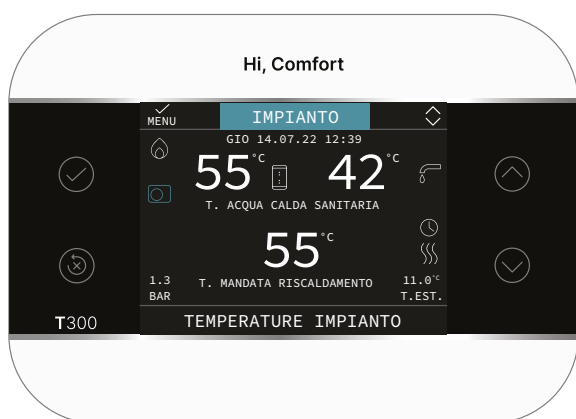 Hi, Comfort
MENU
IMPIANTO
GIO 14.07.22 12:39
55°C
42°C
T. ACQUA CALDA SANITARIA
55°C
1.3
BAR
T. MANDATA RISCALDAMENTO
11.0°C
T.EST.
T300
TEMPERATURE IMPIANTO